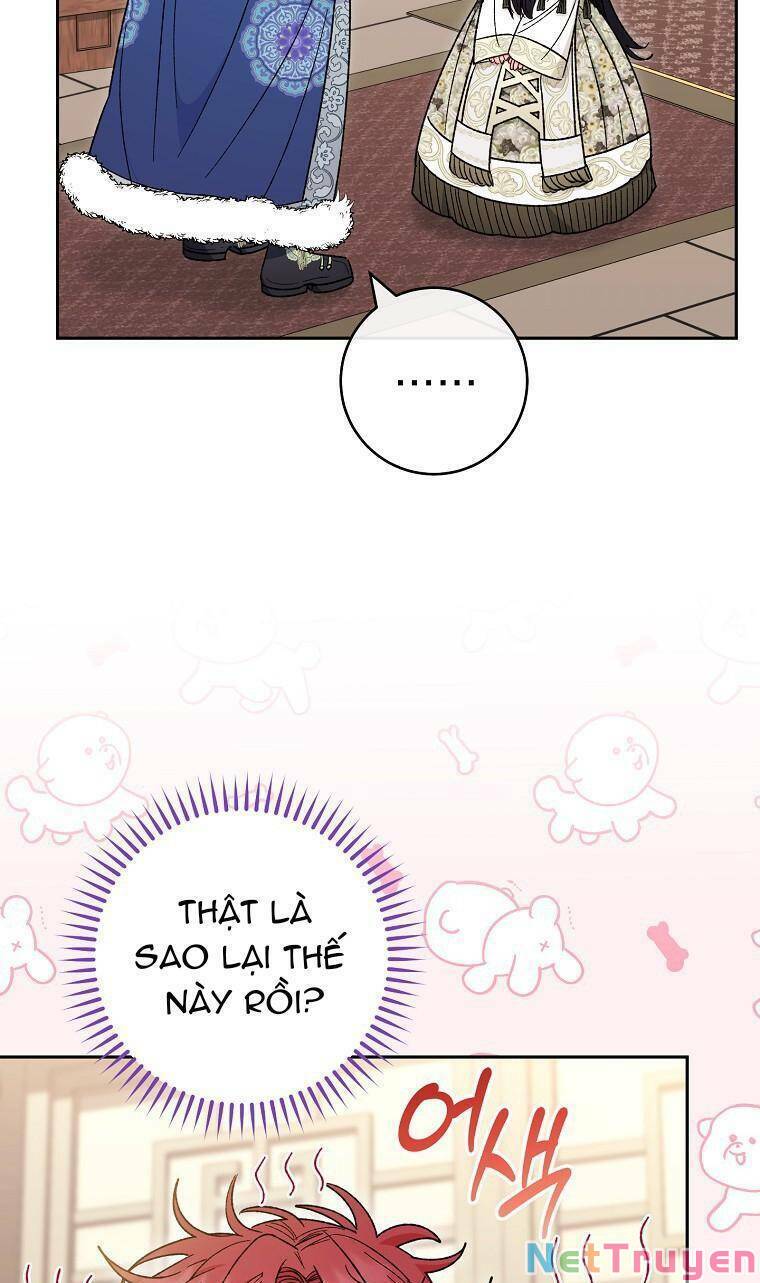 ......
THẬT LÀ
SAO LẠI THẾ
NÀY RỒI?
어색
NetTruyen